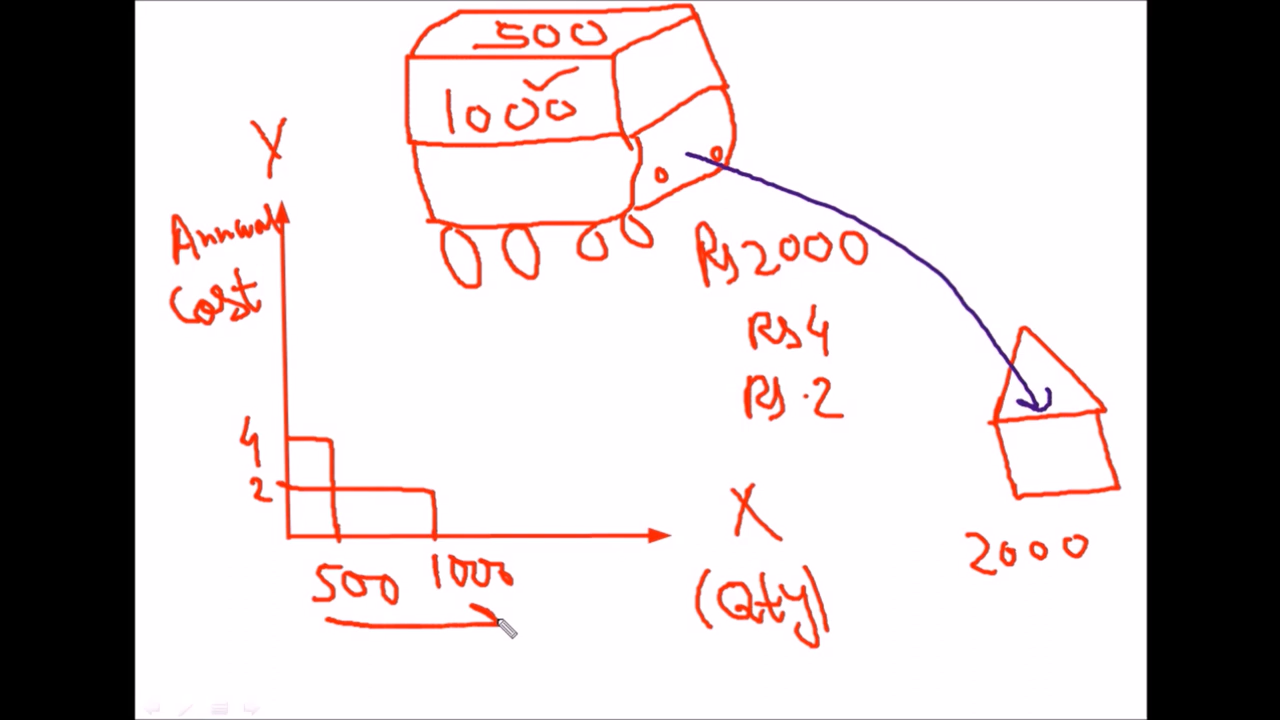 500
1000
Y
Annual
Cost
Rs 2000
Rs 4
Rs. 2
4
2
500 1000
X
(Qty)
2000